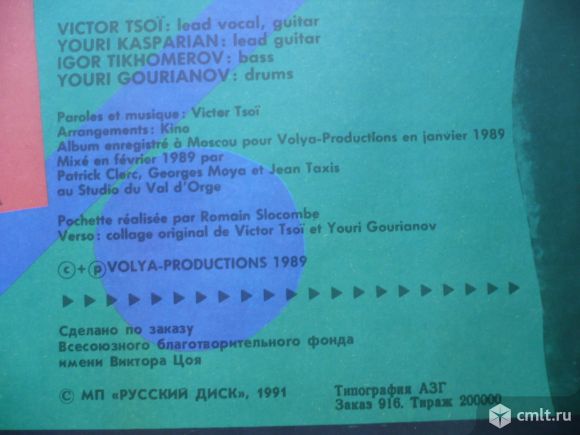 VICTOR TSOÏ : lead vocal, guitar
YOURI KASPARIAN : lead guitar
IGOR TIKHOMEROV : bass
YOURI GOURIANOV : drums
Paroles et musique : Victor Tsoï
Arrangements : Kino
Album enregistré à Moscou pour Volya-Productions en janvier 1989
Mixé en février 1989 par
Patrick Clerc, Georges Moya et Jean Taxis
au Studio du Val d'Orge
Pochette réalisée par Romain Slocombe
Verso : collage original de Victor Tsoï et Youri Gourianov
ⓒ+ⓟ VOLYA-PRODUCTIONS 1989
Сделано по заказу
Всесоюзного благотворительного фонда
имени Виктора Цоя
© МП «РУССКИЙ ДИСК», 1991
Типография АЗГ
Заказ 916. Тираж 200000
cmlt.ru